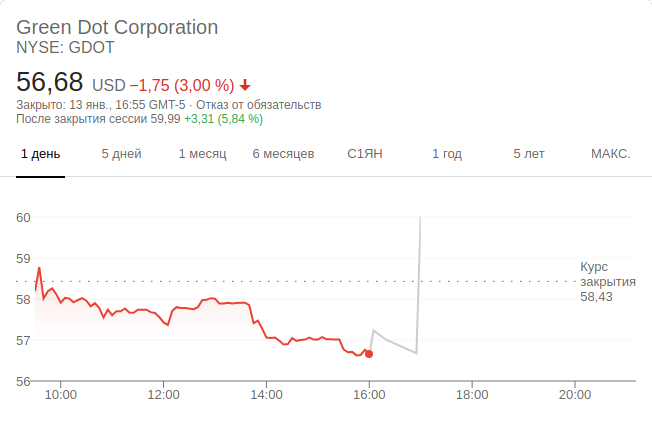 Green Dot Corporation
NYSE: GDOT
56,68 USD −1,75 (3,00 %)
Закрыто: 13 янв., 16:55 GMT-5 · Отказ от обязательств
После закрытия сессии 59,99 +3,31 (5,84 %)
1 день 5 дней 1 месяц 6 месяцев С1ЯН 1 год 5 лет МАКС.
60
59
58
57
56
Курс
закрытия
58,43
10:00 12:00 14:00 16:00 18:00 20:00